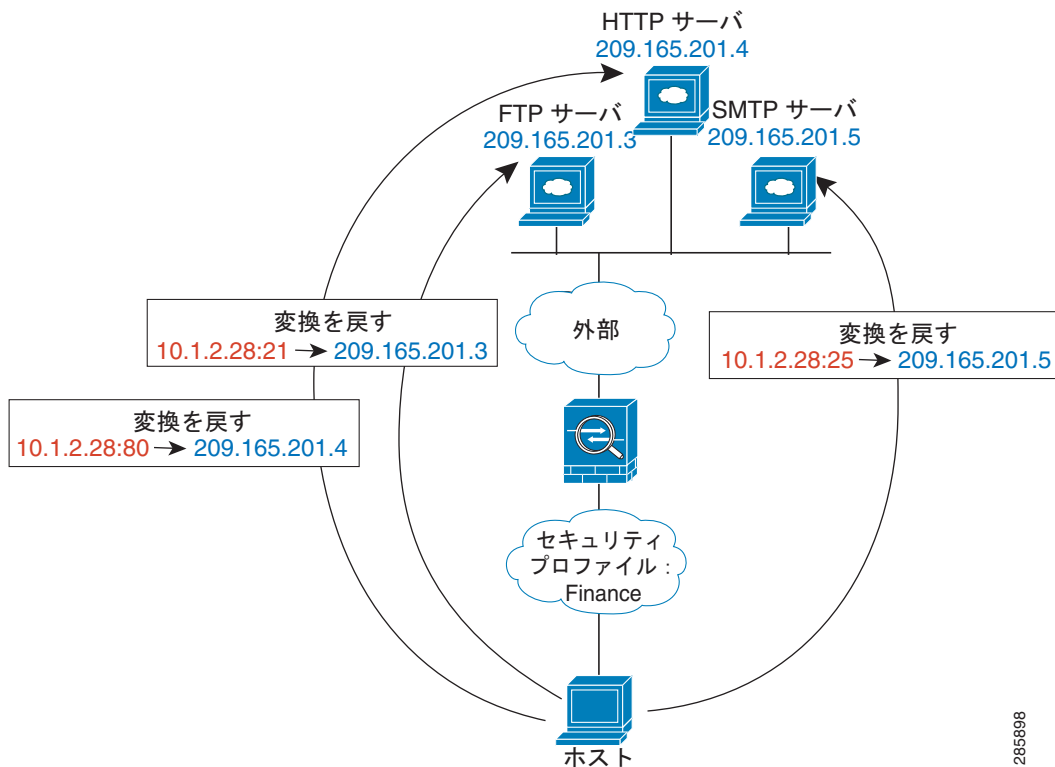 HTTP サーバ
209.165.201.4
FTP サーバ
209.165.201.3
SMTP サーバ
209.165.201.5
変換を戻す
10.1.2.28:21 → 209.165.201.3
外部
変換を戻す
10.1.2.28:25 → 209.165.201.5
変換を戻す
10.1.2.28:80 → 209.165.201.4
セキュリティ
プロファイル：
Finance
ホスト
285898